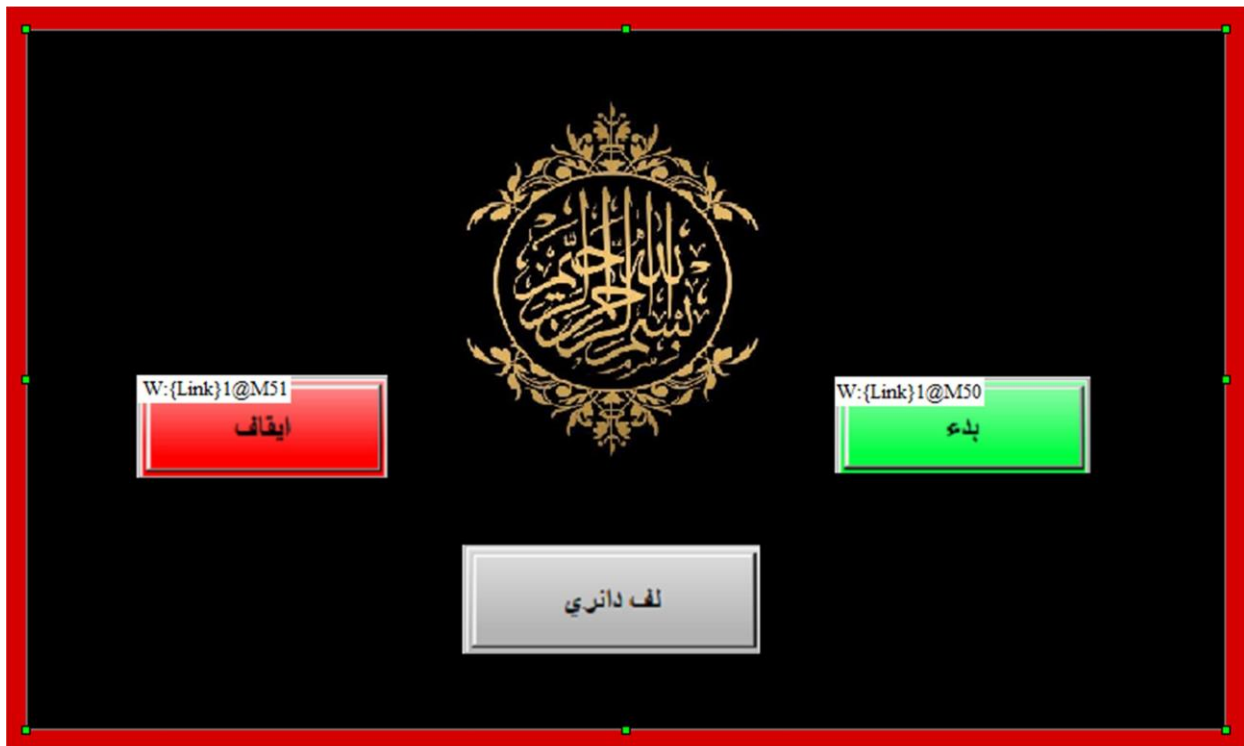 بسم الله الرحمن الرحيم
W:{Link}1@M50
بدء
W:{Link}1@M51
ايقاف
لف دائري